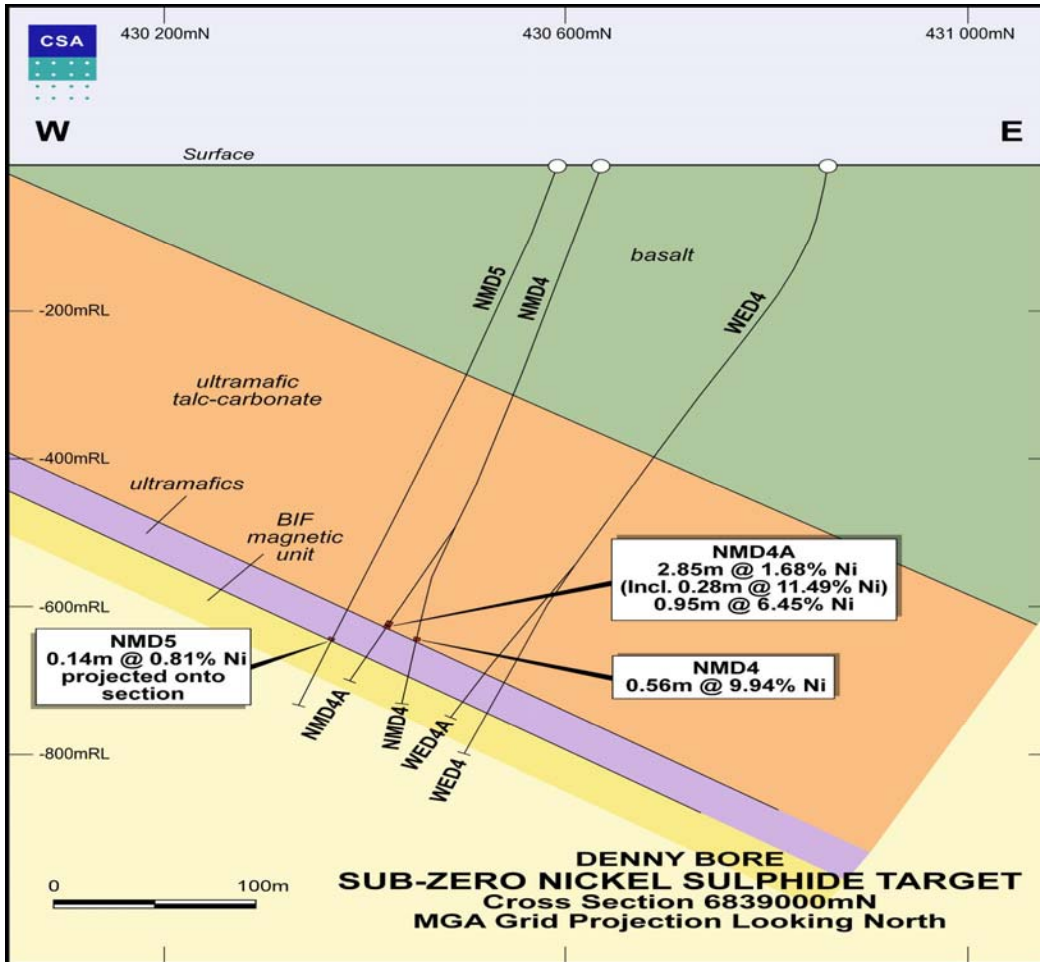 430 200mN
430 600mN
431 000mN
CSA
W
E
Surface
basalt
NMD5
NMD4
WED4
-200mRL
ultramafic
talc-carbonate
-400mRL
ultramafics
BIF
magnetic
unit
NMD4A
2.85m @ 1.68% Ni
(Incl. 0.28m @ 11.49% Ni)
0.95m @ 6.45% Ni
-600mRL
NMD5
0.14m @ 0.81% Ni
projected onto
section
NMD4
0.56m @ 9.94% Ni
NMD4A
NMD4
WED4A
WED4
-800mRL
0
100m
DENNY BORE
SUB-ZERO NICKEL SULPHIDE TARGET
Cross Section 6839000mN
MGA Grid Projection Looking North